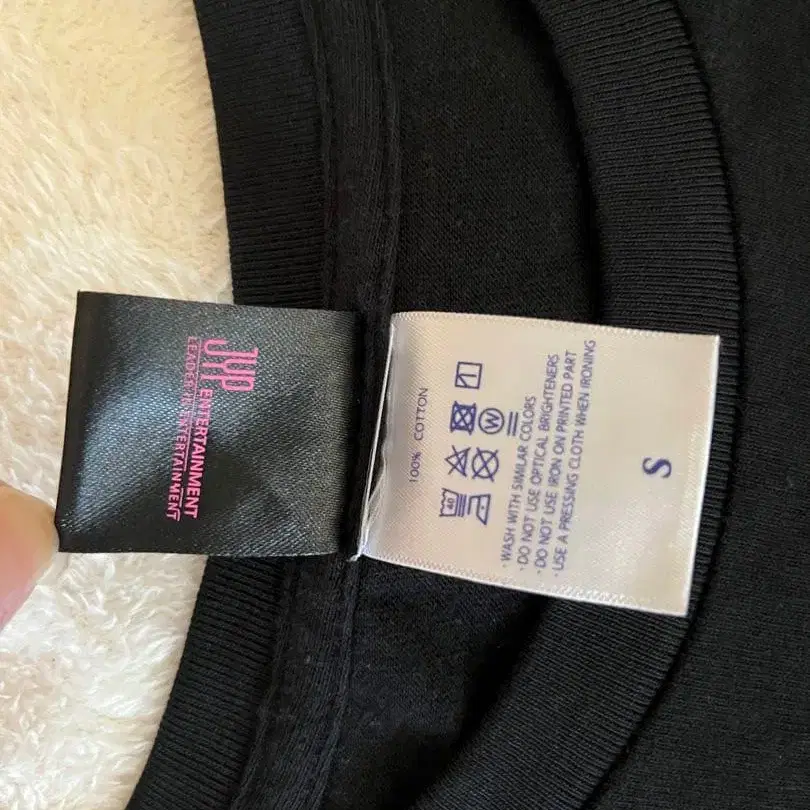 JYP
ENTERTAINMENT
LEADER IN ENTERTAINMENT
100% COTTON
40
W
· WASH WITH SIMILAR COLORS
· DO NOT USE OPTICAL BRIGHTENERS
· DO NOT USE IRON ON PRINTED PART
· USE A PRESSING CLOTH WHEN IRONING
S